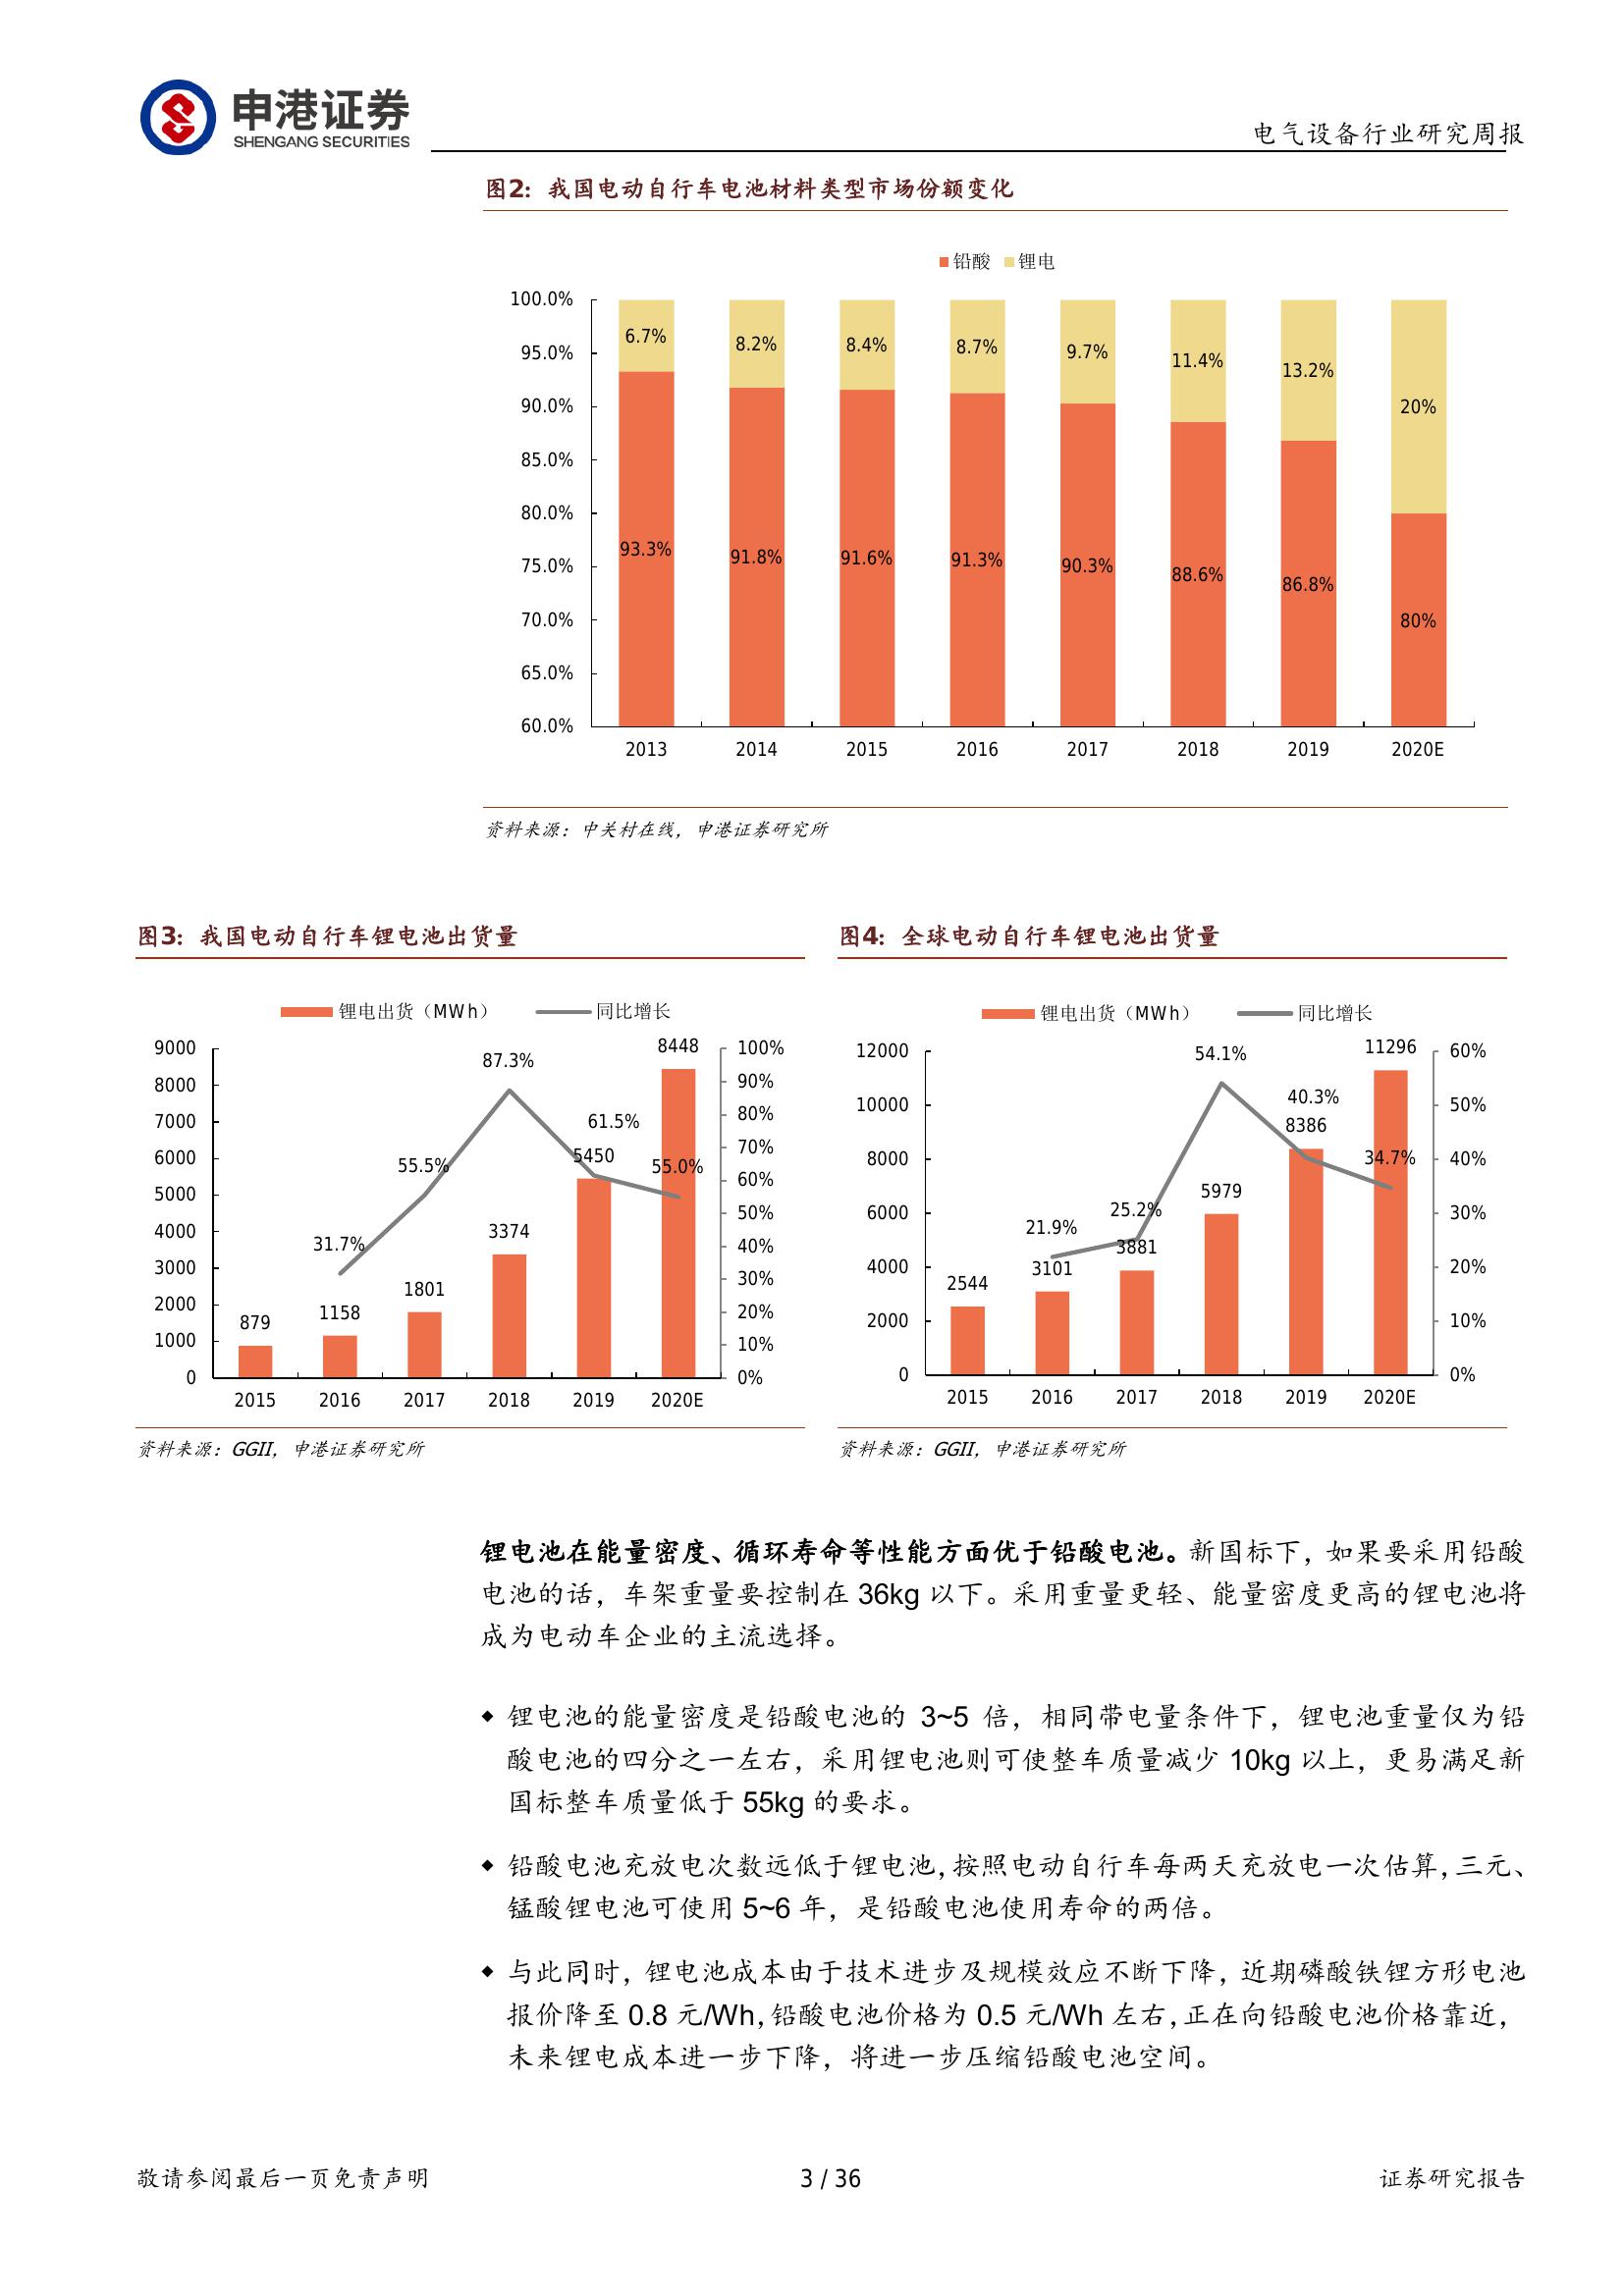 申港证券
SHENGANG SECURITIES
电气设备行业研究周报
图2：我国电动自行车电池材料类型市场份额变化
铅酸 锂电
100.0%
95.0%
90.0%
85.0%
80.0%
75.0%
70.0%
65.0%
60.0%
6.7% 8.2% 8.4% 8.7% 9.7% 11.4% 13.2% 20%
93.3% 91.8% 91.6% 91.3% 90.3% 88.6% 86.8% 80%
2013 2014 2015 2016 2017 2018 2019 2020E
资料来源：中关村在线，申港证券研究所
图3：我国电动自行车锂电池出货量
锂电出货（MWh） 同比增长
9000
8000
7000
6000
5000
4000
3000
2000
1000
0
879 1158 1801 3374 5450 8448
31.7% 55.5% 87.3% 61.5% 55.0%
100%
90%
80%
70%
60%
50%
40%
30%
20%
10%
0%
2015 2016 2017 2018 2019 2020E
资料来源：GGII，申港证券研究所
图4：全球电动自行车锂电池出货量
锂电出货（MWh） 同比增长
12000
10000
8000
6000
4000
2000
0
2544 3101 3881 5979 8386 11296
21.9% 25.2% 54.1% 40.3% 34.7%
60%
50%
40%
30%
20%
10%
0%
2015 2016 2017 2018 2019 2020E
资料来源：GGII，申港证券研究所
锂电池在能量密度、循环寿命等性能方面优于铅酸电池。新国标下，如果要采用铅酸
电池的话，车架重量要控制在 36kg 以下。采用重量更轻、能量密度更高的锂电池将
成为电动车企业的主流选择。
◆ 锂电池的能量密度是铅酸电池的 3~5 倍，相同带电量条件下，锂电池重量仅为铅
酸电池的四分之一左右，采用锂电池则可使整车质量减少 10kg 以上，更易满足新
国标整车质量低于 55kg 的要求。
◆ 铅酸电池充放电次数远低于锂电池，按照电动自行车每两天充放电一次估算，三元、
锰酸锂电池可使用 5~6 年，是铅酸电池使用寿命的两倍。
◆ 与此同时，锂电池成本由于技术进步及规模效应不断下降，近期磷酸铁锂方形电池
报价降至 0.8 元/Wh，铅酸电池价格为 0.5 元/Wh 左右，正在向铅酸电池价格靠近，
未来锂电成本进一步下降，将进一步压缩铅酸电池空间。
敬请参阅最后一页免责声明
3 / 36
证券研究报告